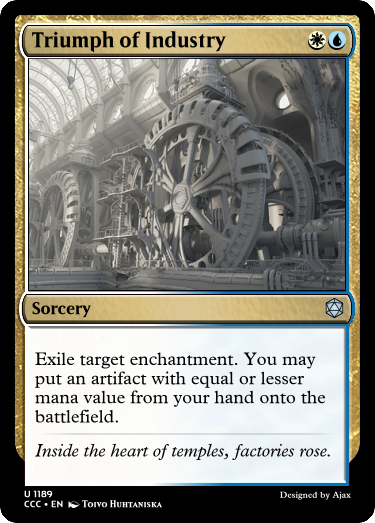 Triumph of Industry
Sorcery
Exile target enchantment. You may
put an artifact with equal or lesser
mana value from your hand onto the
battlefield.
Inside the heart of temples, factories rose.
U 1189
Designed by Ajax
CCC • EN Toivo Huhtaniska